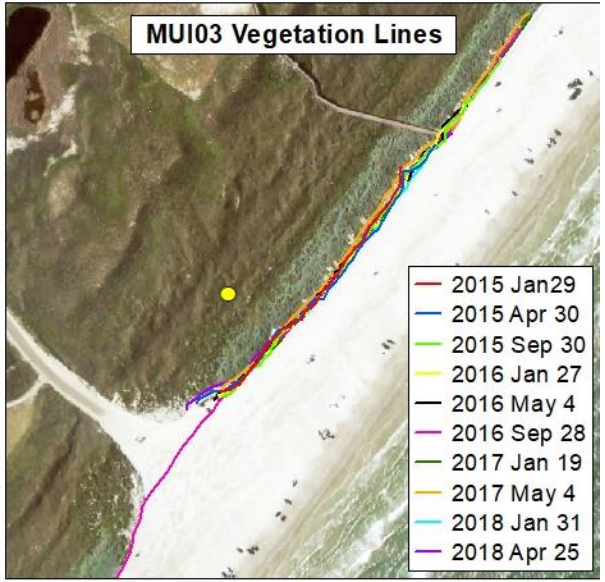 MUI03 Vegetation Lines
2015 Jan29
2015 Apr 30
2015 Sep 30
2016 Jan 27
2016 May 4
2016 Sep 28
2017 Jan 19
2017 May 4
2018 Jan 31
2018 Apr 25